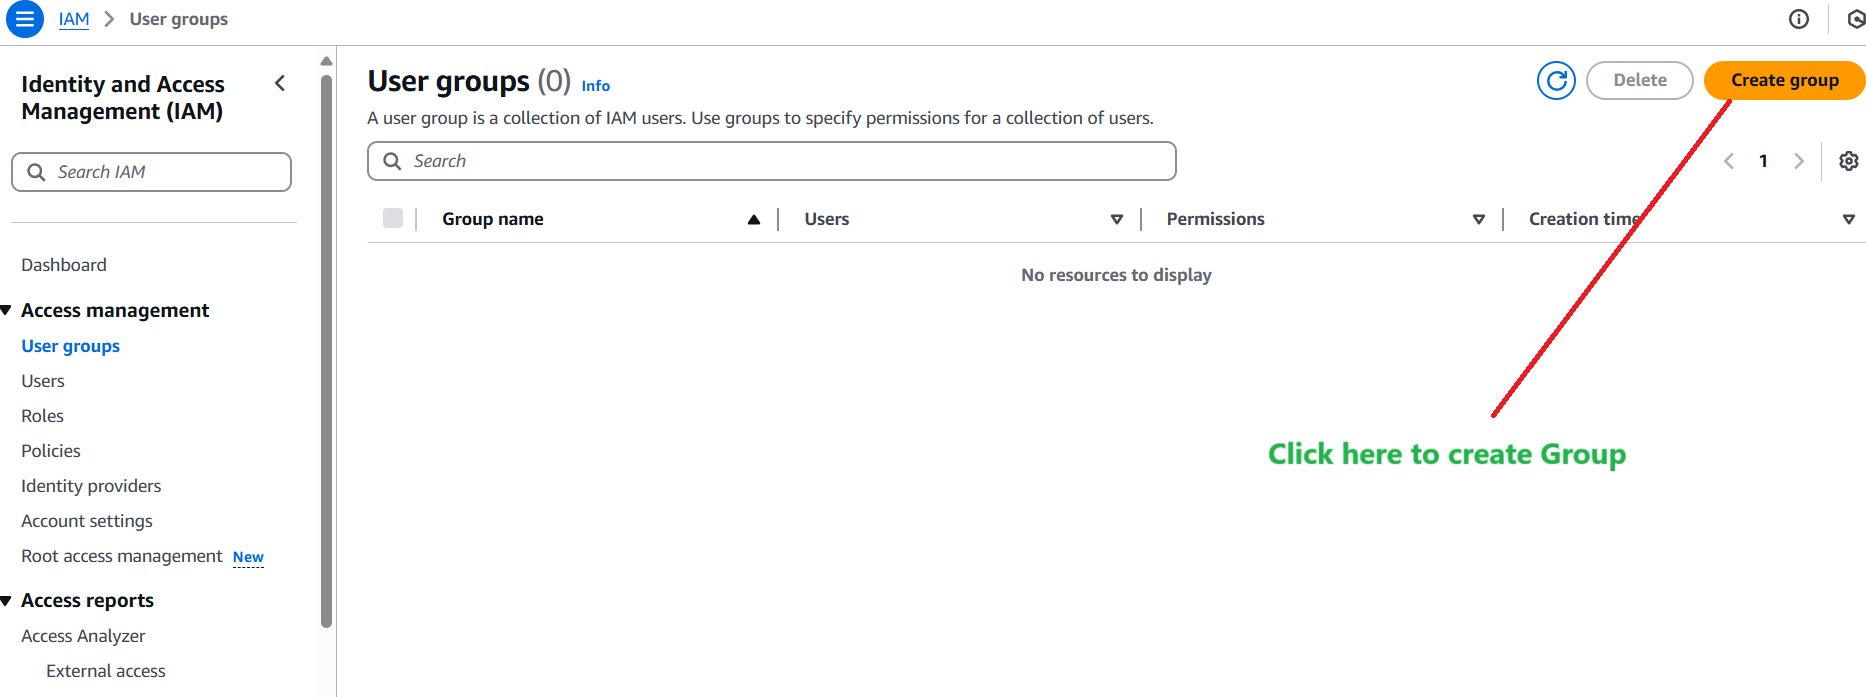 IAM > User groups
Identity and Access
Management (IAM)
Search IAM
Dashboard
Access management
User groups
Users
Roles
Policies
Identity providers
Account settings
Root access management New
Access reports
Access Analyzer
External access
User groups (0) Info
Delete
Create group
A user group is a collection of IAM users. Use groups to specify permissions for a collection of users.
Search
1
Group name Users Permissions Creation time
No resources to display
Click here to create Group